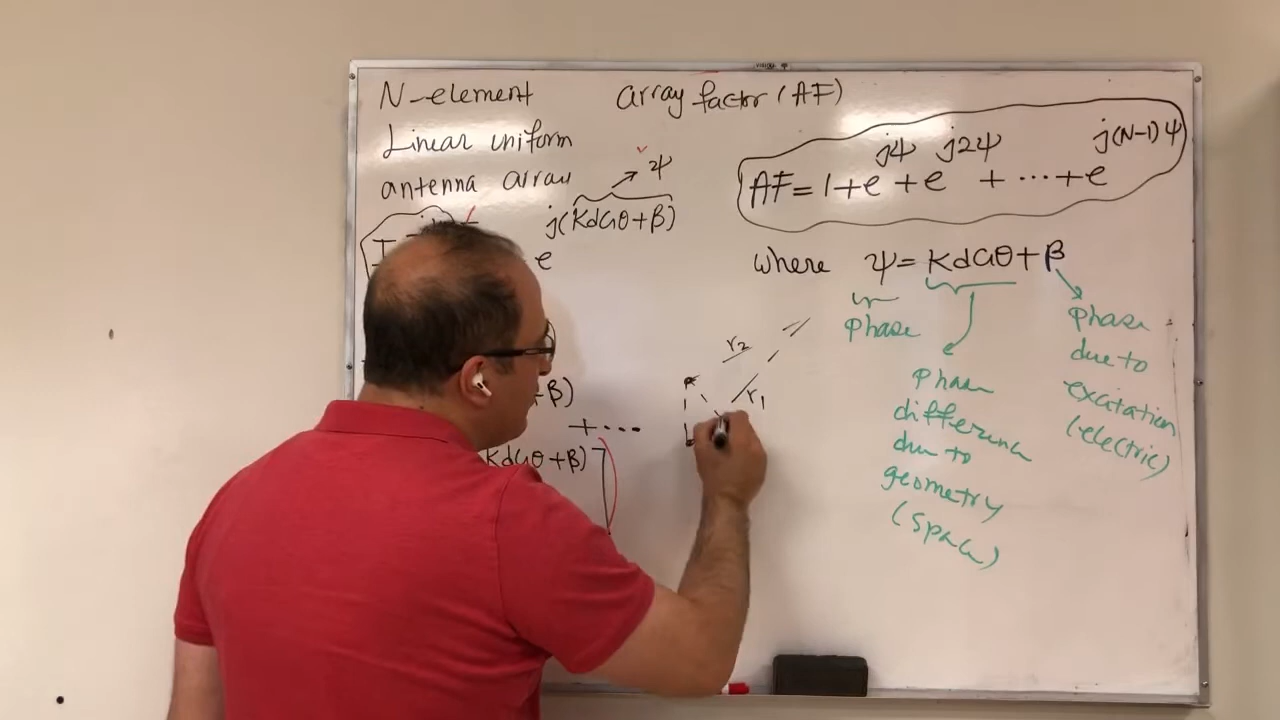 N-element
Linear uniform
antenna array
ψ
j(kdCosθ+β)
e
+β)
+...
kdCosθ+β)
array factor (AF)
AF=1+e^jψ+e^j2ψ+...+e^j(N-1)ψ
where ψ=kdCosθ+β
phase
phase
difference
due to
geometry
(space)
phase
due to
excitation
(electric)
r2
r1